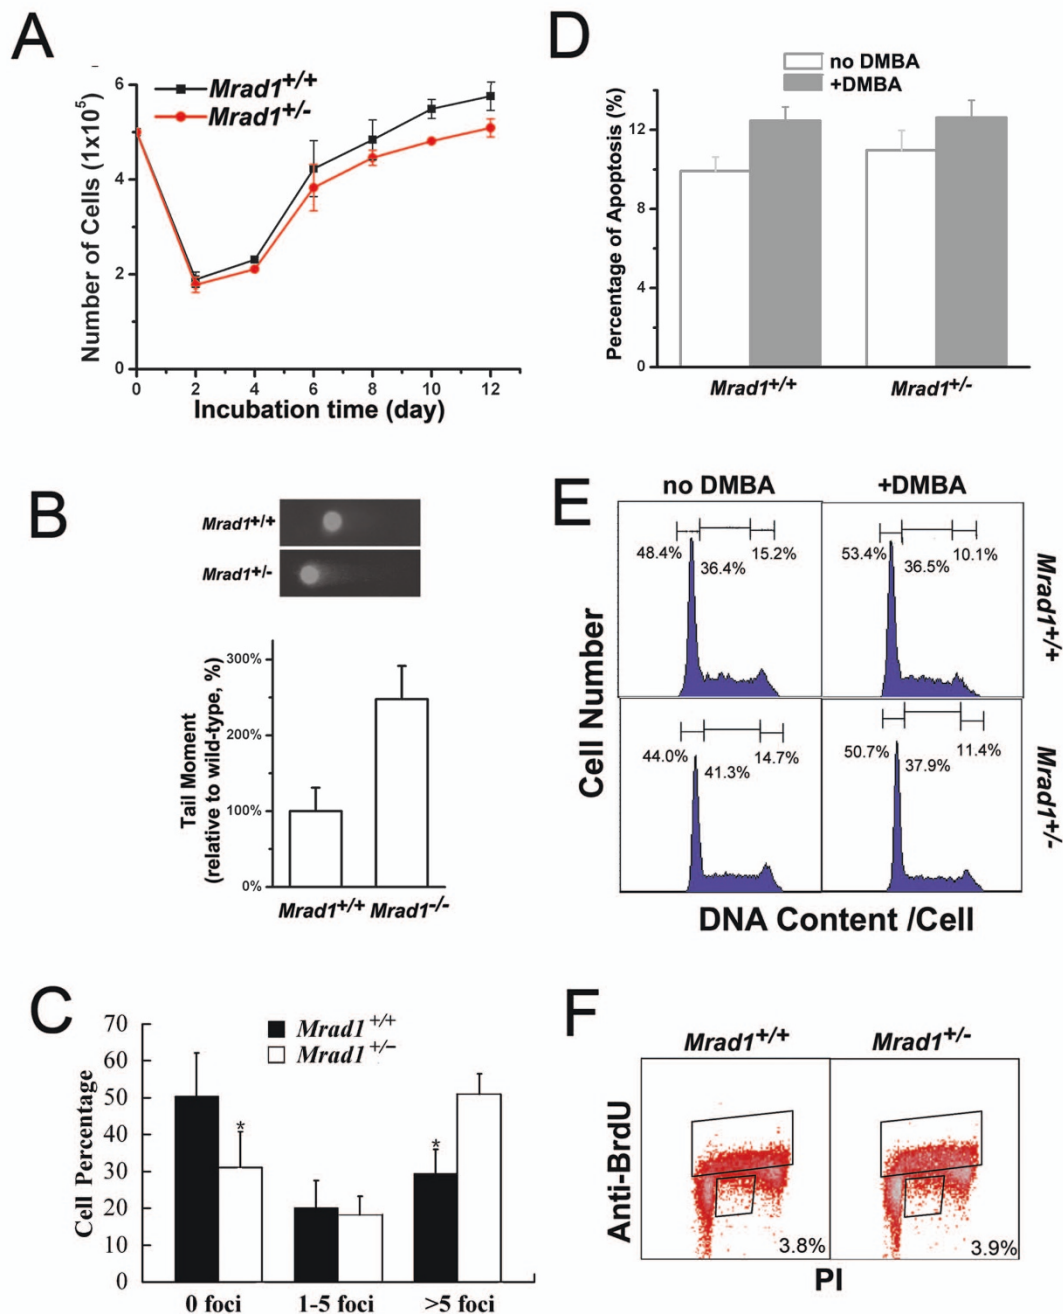 A
Mrad1+/+
Mrad1+/-
Number of Cells (1x10^5)
6
4
2
0
0 2 4 6 8 10 12
Incubation time (day)
D
no DMBA
+DMBA
Percentage of Apoptosis (%)
12
8
4
0
Mrad1+/+ Mrad1+/-
B
Mrad1+/+
Mrad1+/-
Tail Moment
(relative to wild-type, %)
300%
200%
100%
0%
Mrad1+/+ Mrad1-/-
E
no DMBA +DMBA
48.4% 36.4% 15.2%
53.4% 36.5% 10.1%
Mrad1+/+
44.0% 41.3% 14.7%
50.7% 37.9% 11.4%
Mrad1+/-
Cell Number
DNA Content /Cell
C
Mrad1+/+
Mrad1+/−
Cell Percentage
70
60
50
40
30
20
10
0
* *
0 foci 1-5 foci >5 foci
F
Mrad1+/+ Mrad1+/-
Anti-BrdU
3.8% 3.9%
PI